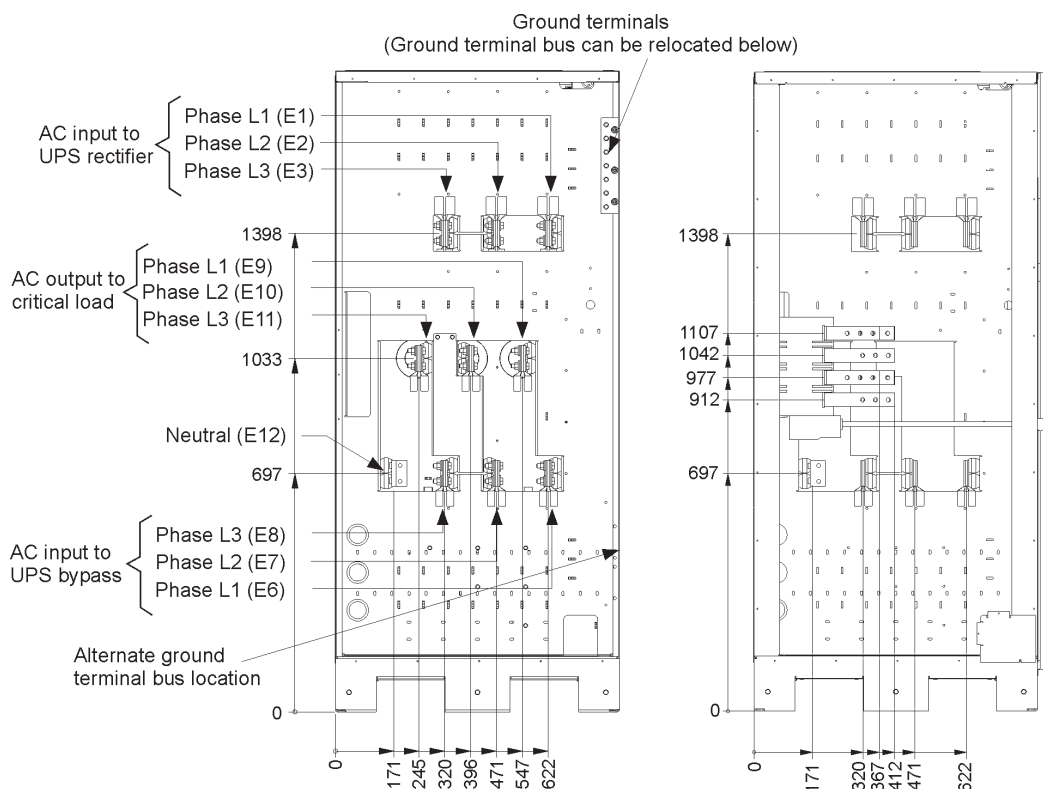 Ground terminals
(Ground terminal bus can be relocated below)
AC input to
UPS rectifier
Phase L1 (E1)
Phase L2 (E2)
Phase L3 (E3)
1398
AC output to
critical load
Phase L1 (E9)
Phase L2 (E10)
Phase L3 (E11)
1033
Neutral (E12)
697
AC input to
UPS bypass
Phase L3 (E8)
Phase L2 (E7)
Phase L1 (E6)
Alternate ground
terminal bus location
0
0
171
245
320
396
471
547
622
1398
1107
1042
977
912
697
0
0
171
320
367
412
471
622